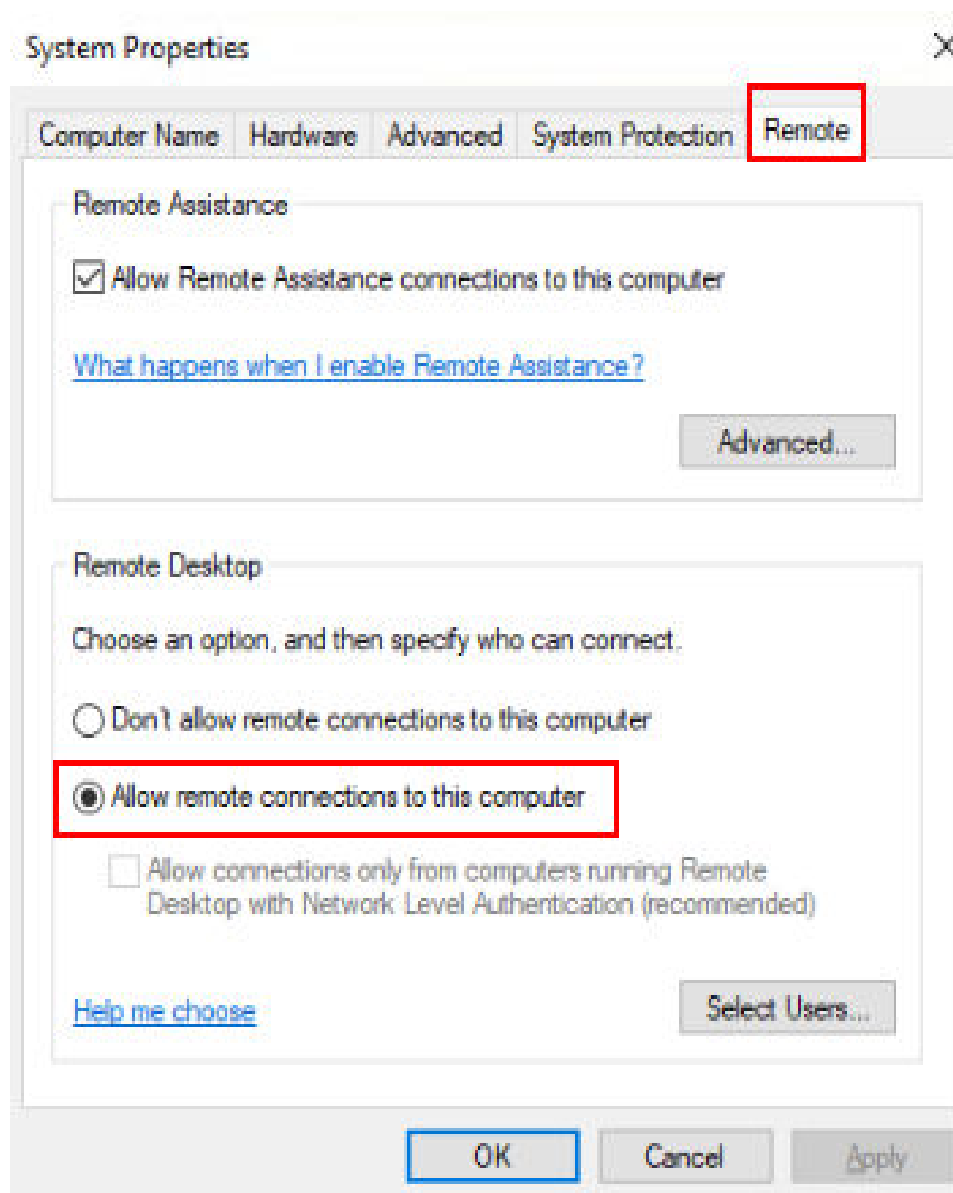 System Properties
Computer Name Hardware Advanced System Protection Remote
Remote Assistance
Allow Remote Assistance connections to this computer
What happens when I enable Remote Assistance?
Advanced...
Remote Desktop
Choose an option, and then specify who can connect.
Don't allow remote connections to this computer
Allow remote connections to this computer
Allow connections only from computers running Remote
Desktop with Network Level Authentication (recommended)
Help me choose
Select Users...
OK Cancel Apply